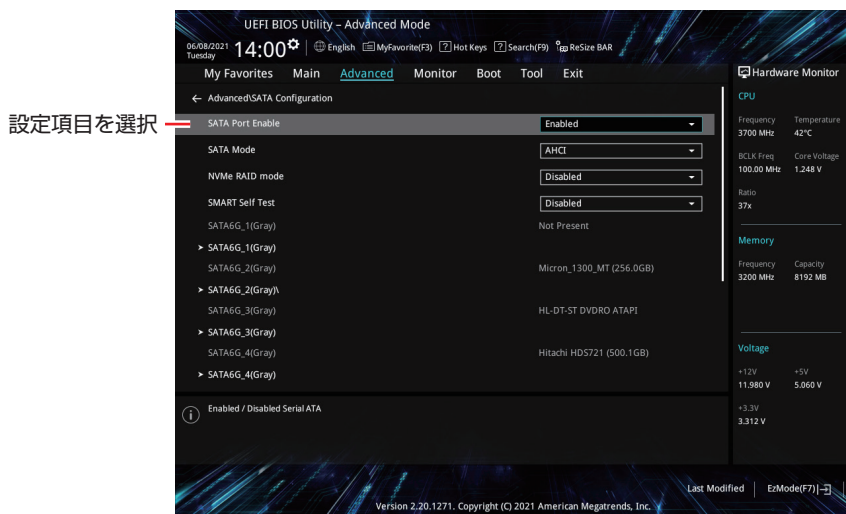 UEFI BIOS Utility – Advanced Mode
06/08/2021 Tuesday 14:00 English MyFavorite(F3) Hot Keys Search(F9) ReSize BAR
My Favorites Main Advanced Monitor Boot Tool Exit
Advanced\SATA Configuration
設定項目を選択
SATA Port Enable Enabled
SATA Mode AHCI
NVMe RAID mode Disabled
SMART Self Test Disabled
SATA6G_1(Gray) Not Present
SATA6G_1(Gray)
SATA6G_2(Gray) Micron_1300_MT (256.0GB)
SATA6G_2(Gray)\
SATA6G_3(Gray) HL-DT-ST DVDRO ATAPI
SATA6G_3(Gray)
SATA6G_4(Gray) Hitachi HDS721 (500.1GB)
SATA6G_4(Gray)
Enabled / Disabled Serial ATA
Hardware Monitor
CPU
Frequency Temperature
3700 MHz 42°C
BCLK Freq Core Voltage
100.00 MHz 1.248 V
Ratio
37x
Memory
Frequency Capacity
3200 MHz 8192 MB
Voltage
+12V +5V
11.980 V 5.060 V
+3.3V
3.312 V
Last Modified EzMode(F7)
Version 2.20.1271. Copyright (C) 2021 American Megatrends, Inc.